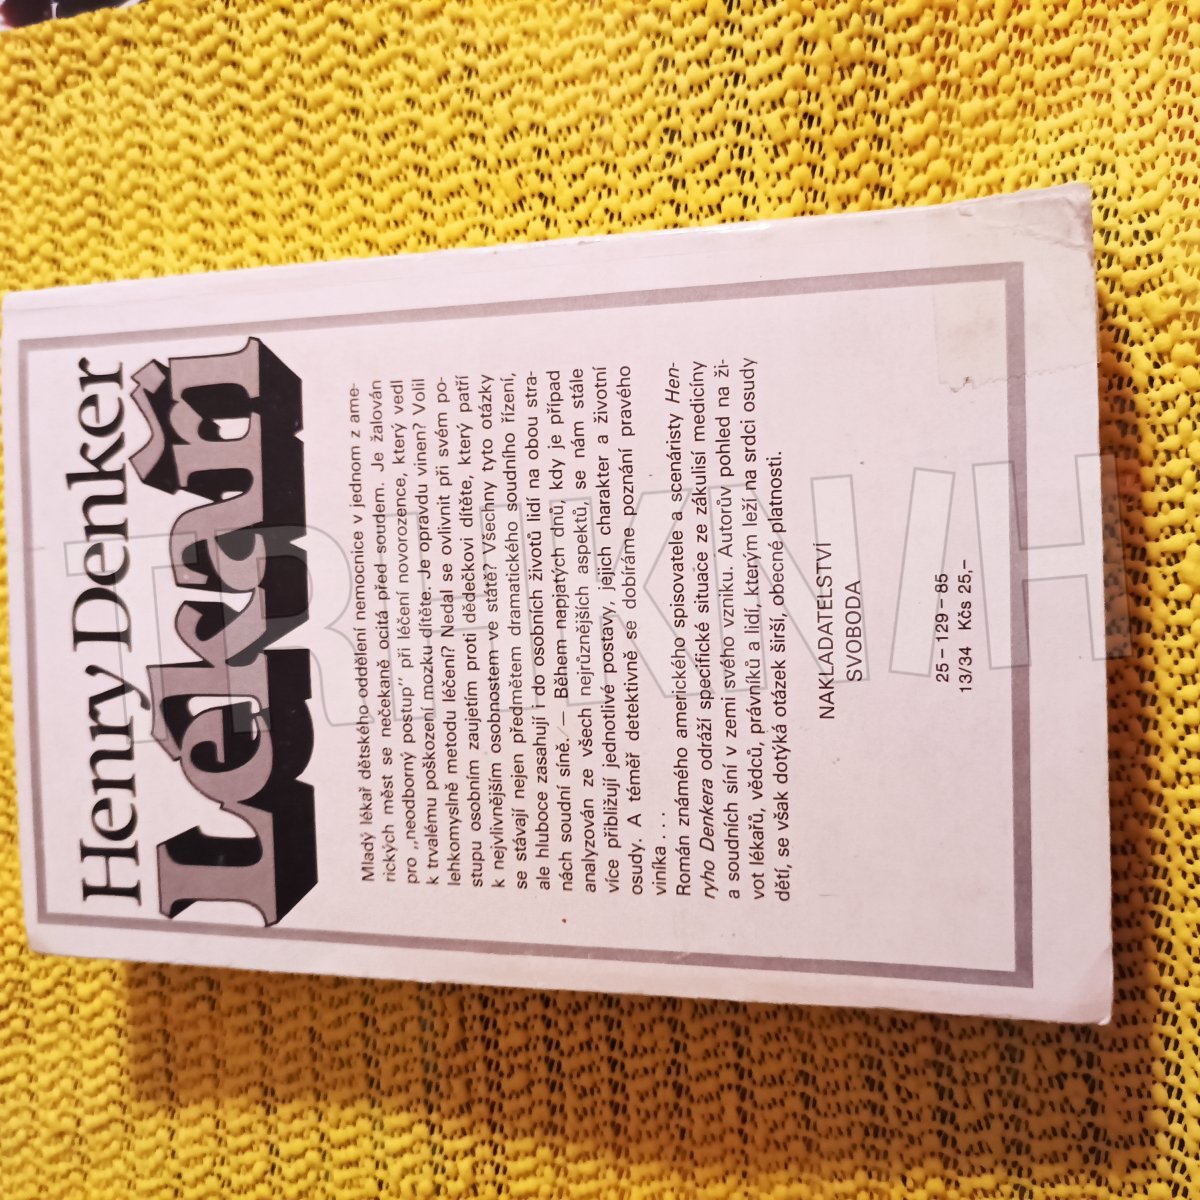 Henry Denker
Lékaři
Mladý lékař dětského oddělení nemocnice v jednom z ame-
rických měst se nečekaně ocitá před soudem. Je žalován
pro „neodborný postup” při léčení novorozence, který vedl
k trvalému poškození mozku dítěte. Je opravdu vinen? Volil
lehkomyslně metodu léčení? Nedal se ovlivnit při svém po-
stupu osobním zaujetím proti dědečkovi dítěte, který patří
k nejvlivnějším osobnostem ve státě? Všechny tyto otázky
se stávají nejen předmětem dramatického soudního řízení,
ale hluboce zasahují i do osobních životů lidí na obou stra-
nách soudní síně. – Během napjatých dnů, kdy je případ
analyzován ze všech nejrůznějších aspektů, se nám stále
více přibližují jednotlivé postavy, jejich charakter a životní
osudy. A téměř detektivně se dobíráme poznání pravého
viníka....
Román známého amerického spisovatele a scenáristy Hen-
ryho Denkera odráží specifické situace ze zákulisí medicíny
a soudních síní v zemi svého vzniku. Autorův pohled na ži-
vot lékařů, vědců, právníků a lidí, kterým leží na srdci osudy
dětí, se však dotýká otázek širší, obecné platnosti.
NAKLADATELSTVÍ
SVOBODA
25 – 129 – 85
13/34 Kčs 25,–
TRHKNIH